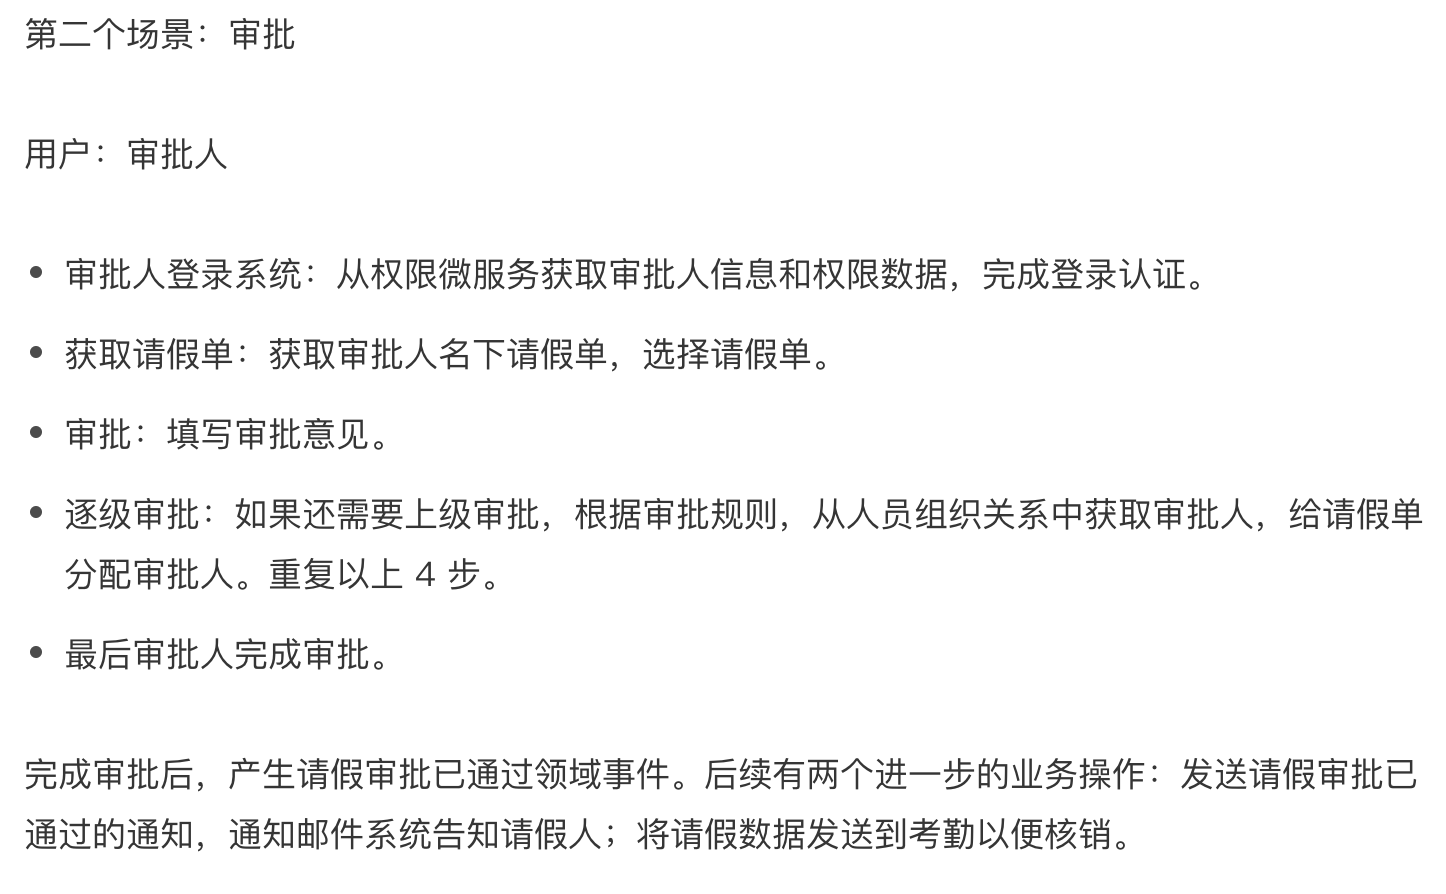 第二个场景：审批
用户：审批人
• 审批人登录系统：从权限微服务获取审批人信息和权限数据，完成登录认证。
• 获取请假单：获取审批人名下请假单，选择请假单。
• 审批：填写审批意见。
• 逐级审批：如果还需要上级审批，根据审批规则，从人员组织关系中获取审批人，给请假单
分配审批人。重复以上 4 步。
• 最后审批人完成审批。
完成审批后，产生请假审批已通过领域事件。后续有两个进一步的业务操作：发送请假审批已
通过的通知，通知邮件系统告知请假人；将请假数据发送到考勤以便核销。